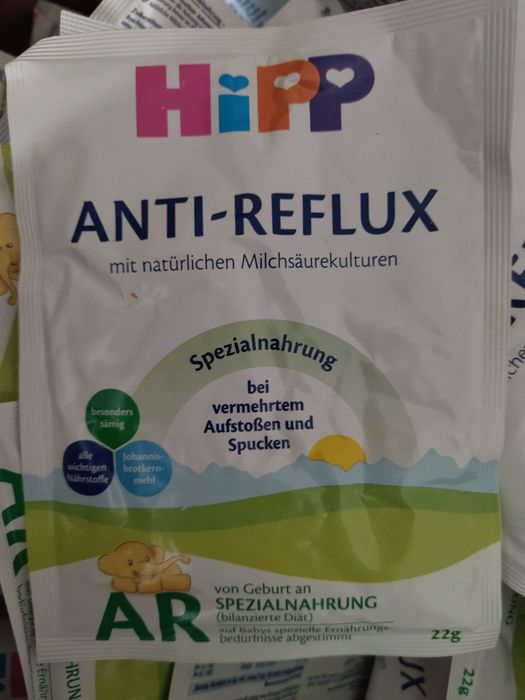 HiPP
ANTI-REFLUX
mit natürlichen Milchsäurekulturen
Spezialnahrung
bei
vermehrtem
Aufstoßen und
Spucken
besonders
sämig
alle
wichtigen
Nährstoffe
Johannis-
brotkern-
mehl
AR
von Geburt an
SPEZIALNAHRUNG
(bilanzierte Diät)
auf Babys spezielle Ernährungs-
bedürfnisse abgestimmt
22g
22g